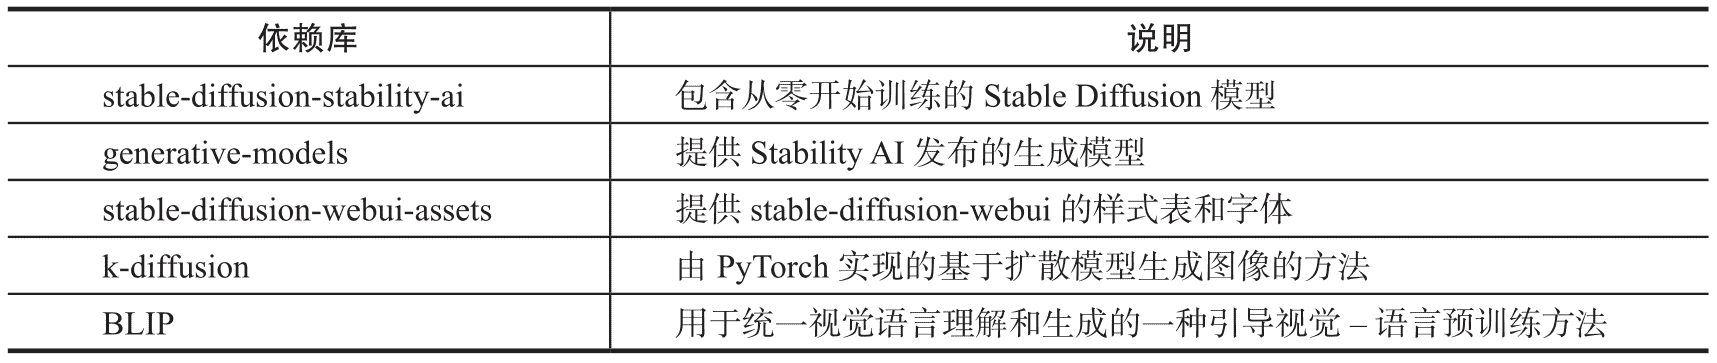 依赖库 说明
stable-diffusion-stability-ai 包含从零开始训练的 Stable Diffusion 模型
generative-models 提供 Stability AI 发布的生成模型
stable-diffusion-webui-assets 提供 stable-diffusion-webui 的样式表和字体
k-diffusion 由 PyTorch 实现的基于扩散模型生成图像的方法
BLIP 用于统一视觉语言理解和生成的一种引导视觉 – 语言预训练方法